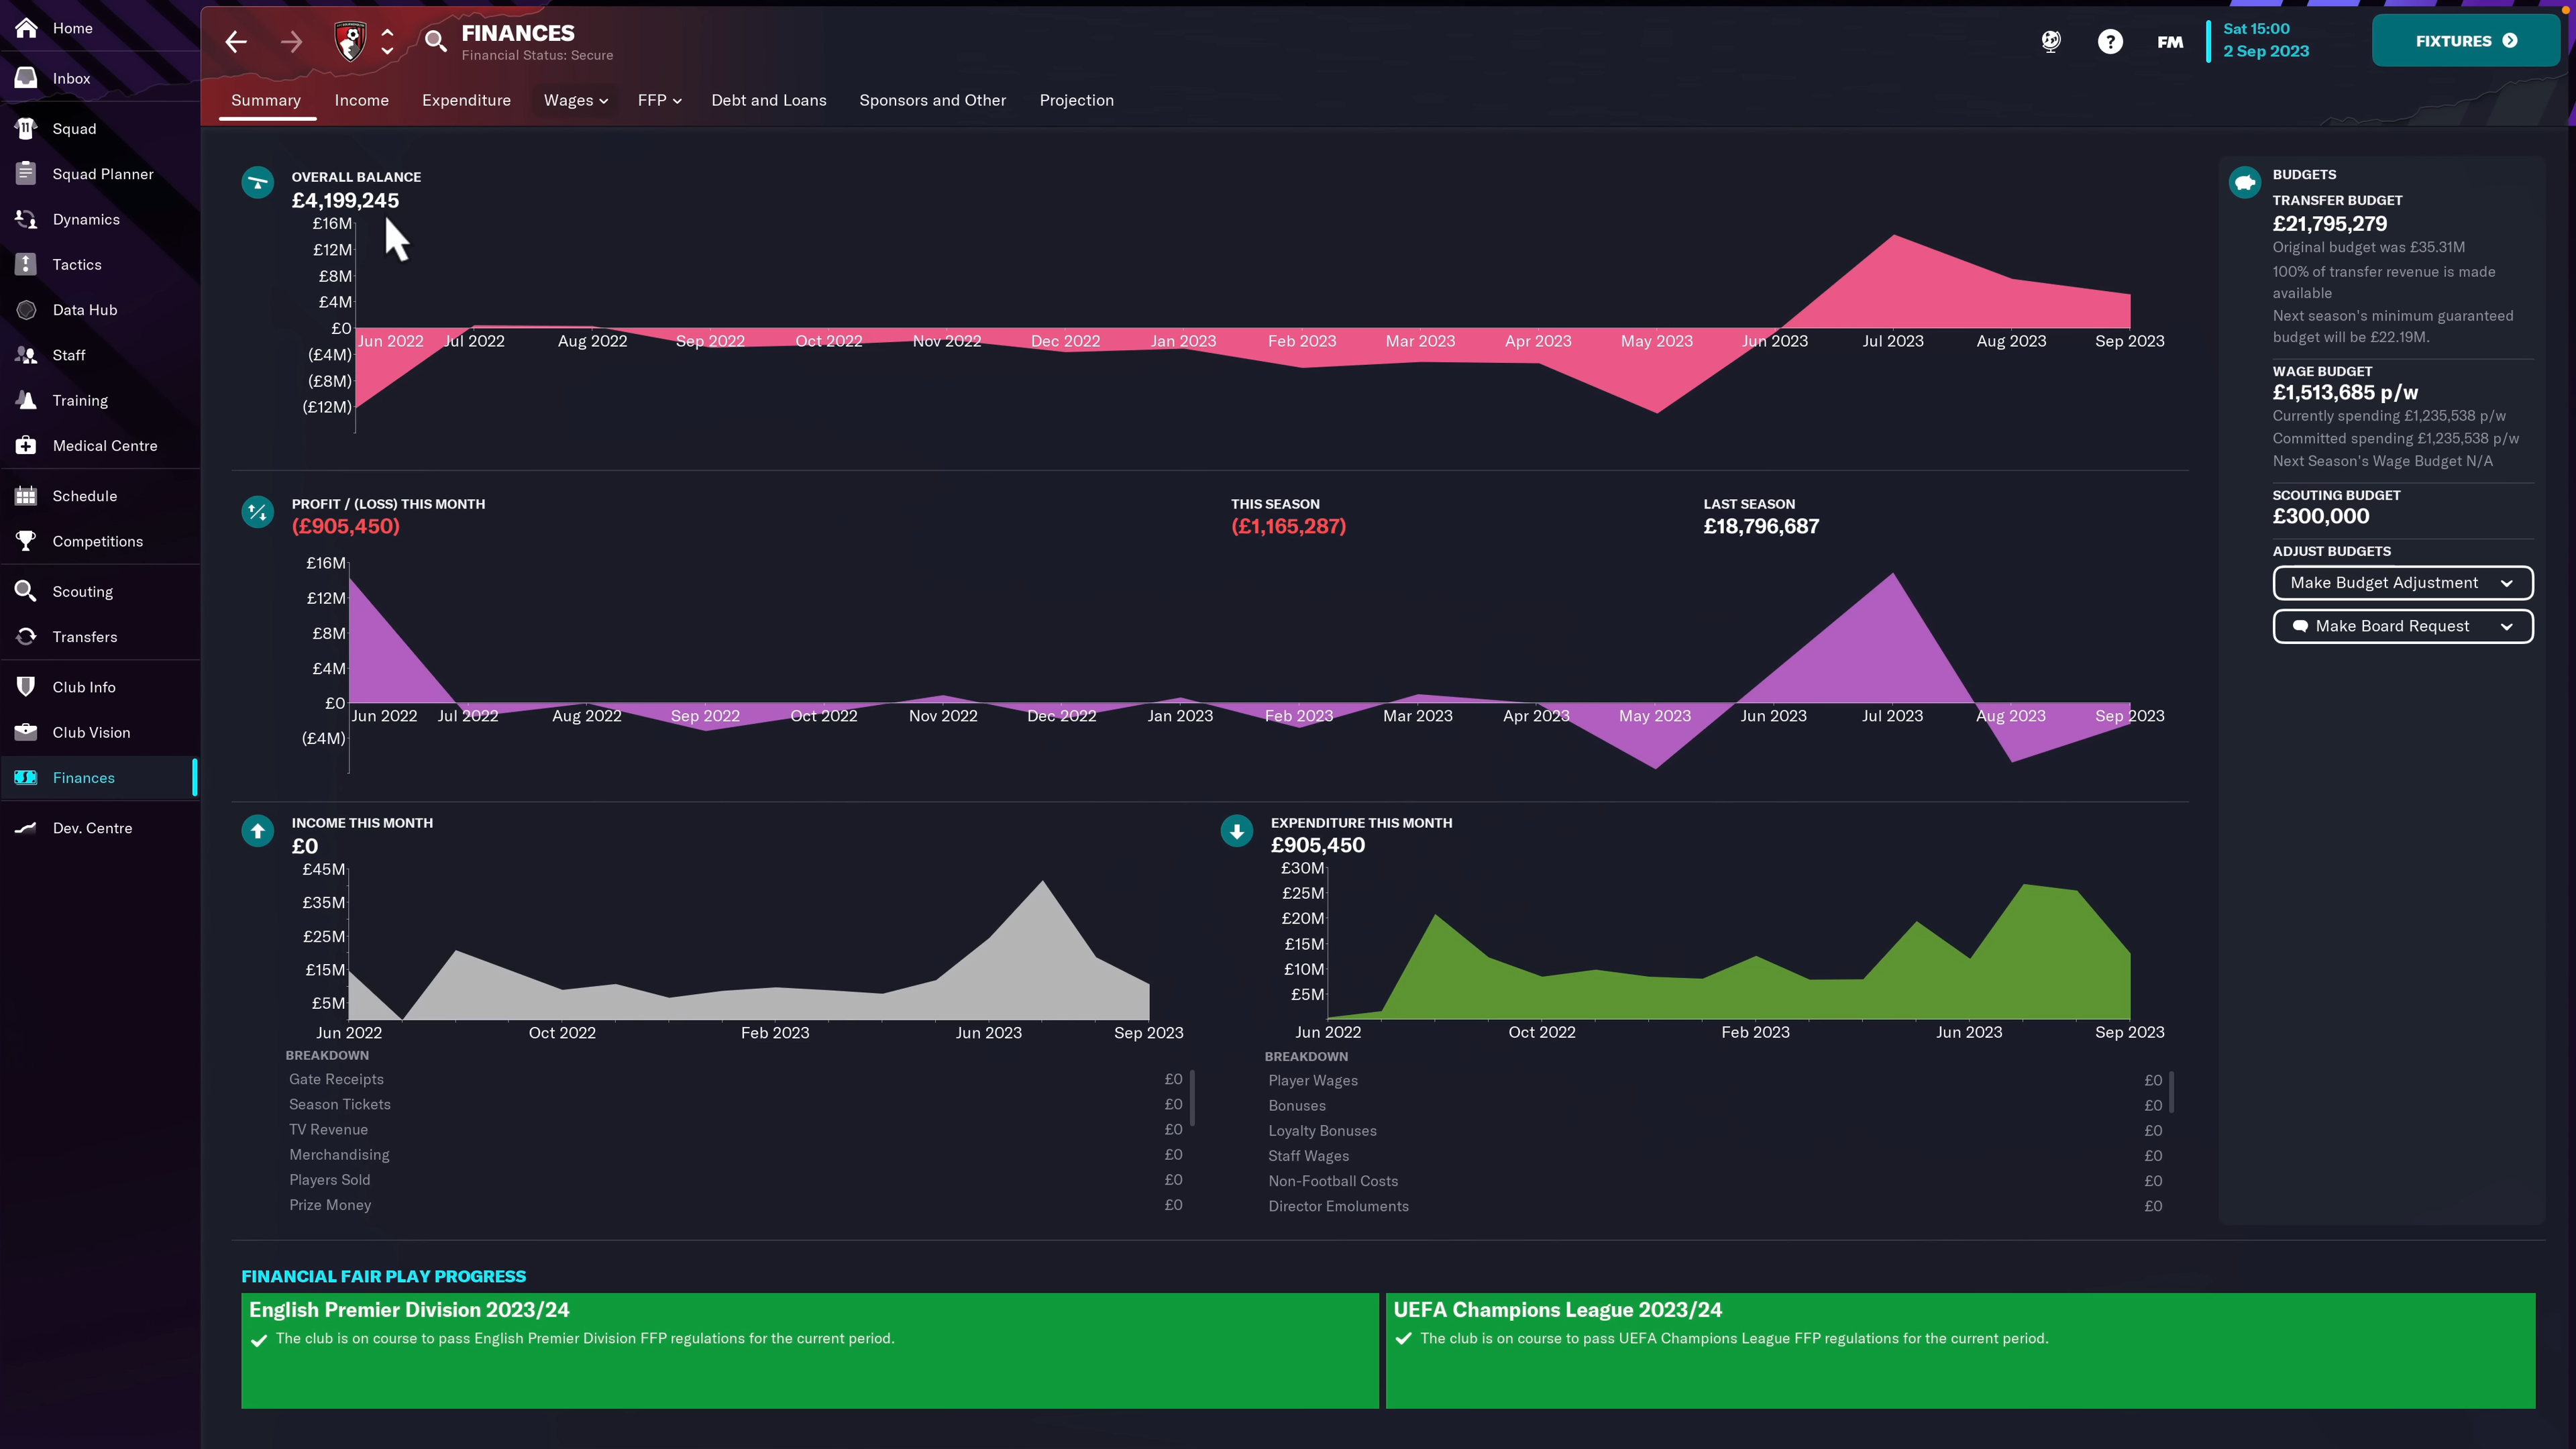 Home
Inbox
Squad
Squad Planner
Dynamics
Tactics
Data Hub
Staff
Training
Medical Centre
Schedule
Competitions
Scouting
Transfers
Club Info
Club Vision
Finances
Dev. Centre
FINANCES
Financial Status: Secure
FM
Sat 15:00
2 Sep 2023
FIXTURES
Summary Income Expenditure Wages FFP Debt and Loans Sponsors and Other Projection
OVERALL BALANCE
£4,199,245
£16M
£12M
£8M
£4M
£0
(£4M)
(£8M)
(£12M)
Jun 2022 Jul 2022 Aug 2022 Sep 2022 Oct 2022 Nov 2022 Dec 2022 Jan 2023 Feb 2023 Mar 2023 Apr 2023 May 2023 Jun 2023 Jul 2023 Aug 2023 Sep 2023
PROFIT / (LOSS) THIS MONTH
(£905,450)
THIS SEASON
(£1,165,287)
LAST SEASON
£18,796,687
£16M
£12M
£8M
£4M
£0
(£4M)
Jun 2022 Jul 2022 Aug 2022 Sep 2022 Oct 2022 Nov 2022 Dec 2022 Jan 2023 Feb 2023 Mar 2023 Apr 2023 May 2023 Jun 2023 Jul 2023 Aug 2023 Sep 2023
INCOME THIS MONTH
£0
£45M
£35M
£25M
£15M
£5M
Jun 2022 Oct 2022 Feb 2023 Jun 2023 Sep 2023
BREAKDOWN
Gate Receipts £0
Season Tickets £0
TV Revenue £0
Merchandising £0
Players Sold £0
Prize Money £0
EXPENDITURE THIS MONTH
£905,450
£30M
£25M
£20M
£15M
£10M
£5M
Jun 2022 Oct 2022 Feb 2023 Jun 2023 Sep 2023
BREAKDOWN
Player Wages £0
Bonuses £0
Loyalty Bonuses £0
Staff Wages £0
Non-Football Costs £0
Director Emoluments £0
BUDGETS
TRANSFER BUDGET
£21,795,279
Original budget was £35.31M
100% of transfer revenue is made
available
Next season's minimum guaranteed
budget will be £22.19M.
WAGE BUDGET
£1,513,685 p/w
Currently spending £1,235,538 p/w
Committed spending £1,235,538 p/w
Next Season's Wage Budget N/A
SCOUTING BUDGET
£300,000
ADJUST BUDGETS
Make Budget Adjustment
Make Board Request
FINANCIAL FAIR PLAY PROGRESS
English Premier Division 2023/24
The club is on course to pass English Premier Division FFP regulations for the current period.
UEFA Champions League 2023/24
The club is on course to pass UEFA Champions League FFP regulations for the current period.